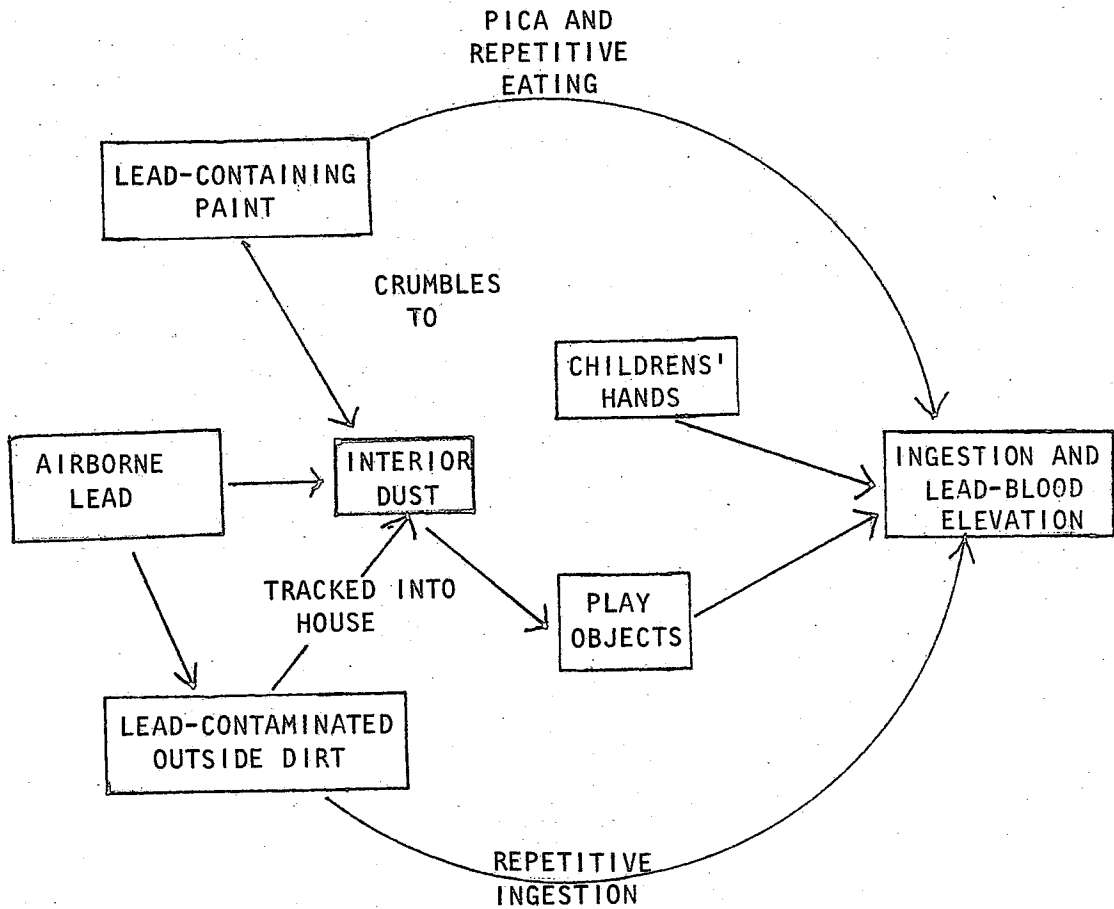 PICA AND
REPETITIVE
EATING
LEAD-CONTAINING
PAINT
CRUMBLES
TO
CHILDRENS'
HANDS
AIRBORNE
LEAD
INTERIOR
DUST
INGESTION AND
LEAD-BLOOD
ELEVATION
TRACKED INTO
HOUSE
PLAY
OBJECTS
LEAD-CONTAMINATED
OUTSIDE DIRT
REPETITIVE
INGESTION